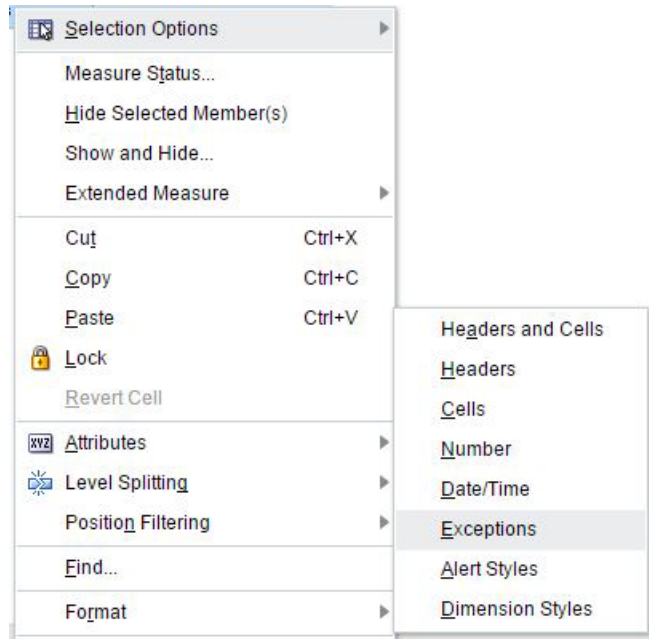 Selection Options
Measure Status...
Hide Selected Member(s)
Show and Hide...
Extended Measure
Cut Ctrl+X
Copy Ctrl+C
Paste Ctrl+V
Lock
Revert Cell
XYZ Attributes
Level Splitting
Position Filtering
Find...
Format
Headers and Cells
Headers
Cells
Number
Date/Time
Exceptions
Alert Styles
Dimension Styles